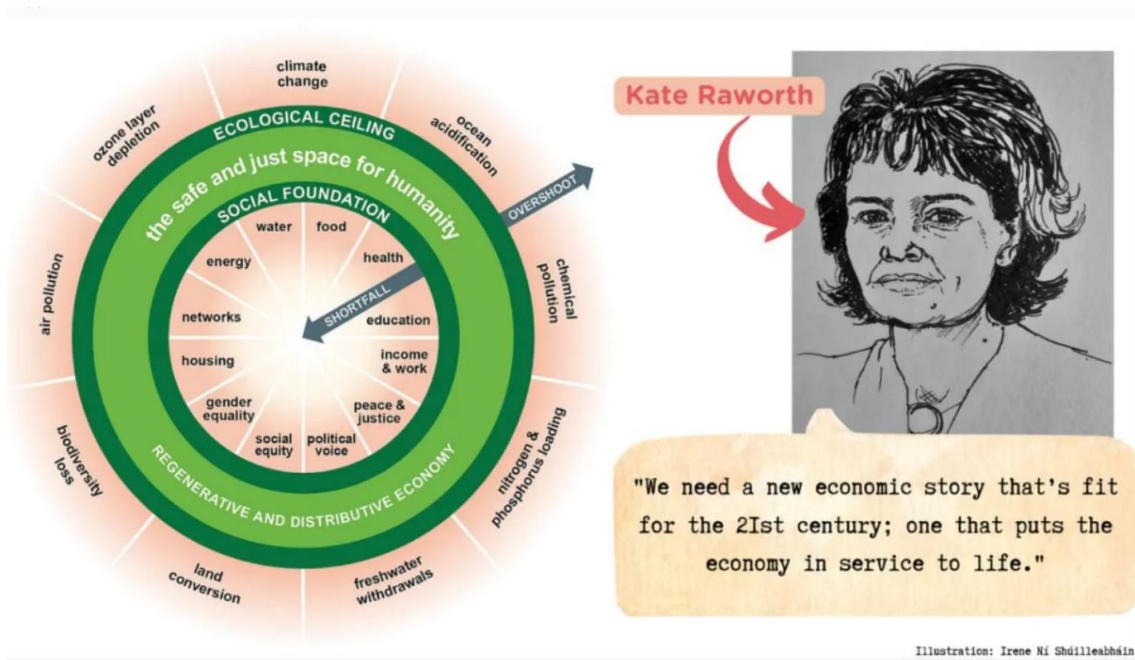 climate
change
ozone layer
depletion
ocean
acidification
air pollution
chemical
pollution
biodiversity
loss
nitrogen &
phosphorus loading
land
conversion
freshwater
withdrawals
ECOLOGICAL CEILING
the safe and just space for humanity
SOCIAL FOUNDATION
water
food
energy
health
networks
education
housing
income
& work
gender
equality
peace &
justice
social
equity
political
voice
SHORTFALL
OVERSHOOT
REGENERATIVE AND DISTRIBUTIVE ECONOMY
Kate Raworth
"We need a new economic story that's fit
for the 2Ist century; one that puts the
economy in service to life."
Illustration: Irene Ní Shúilleabháin